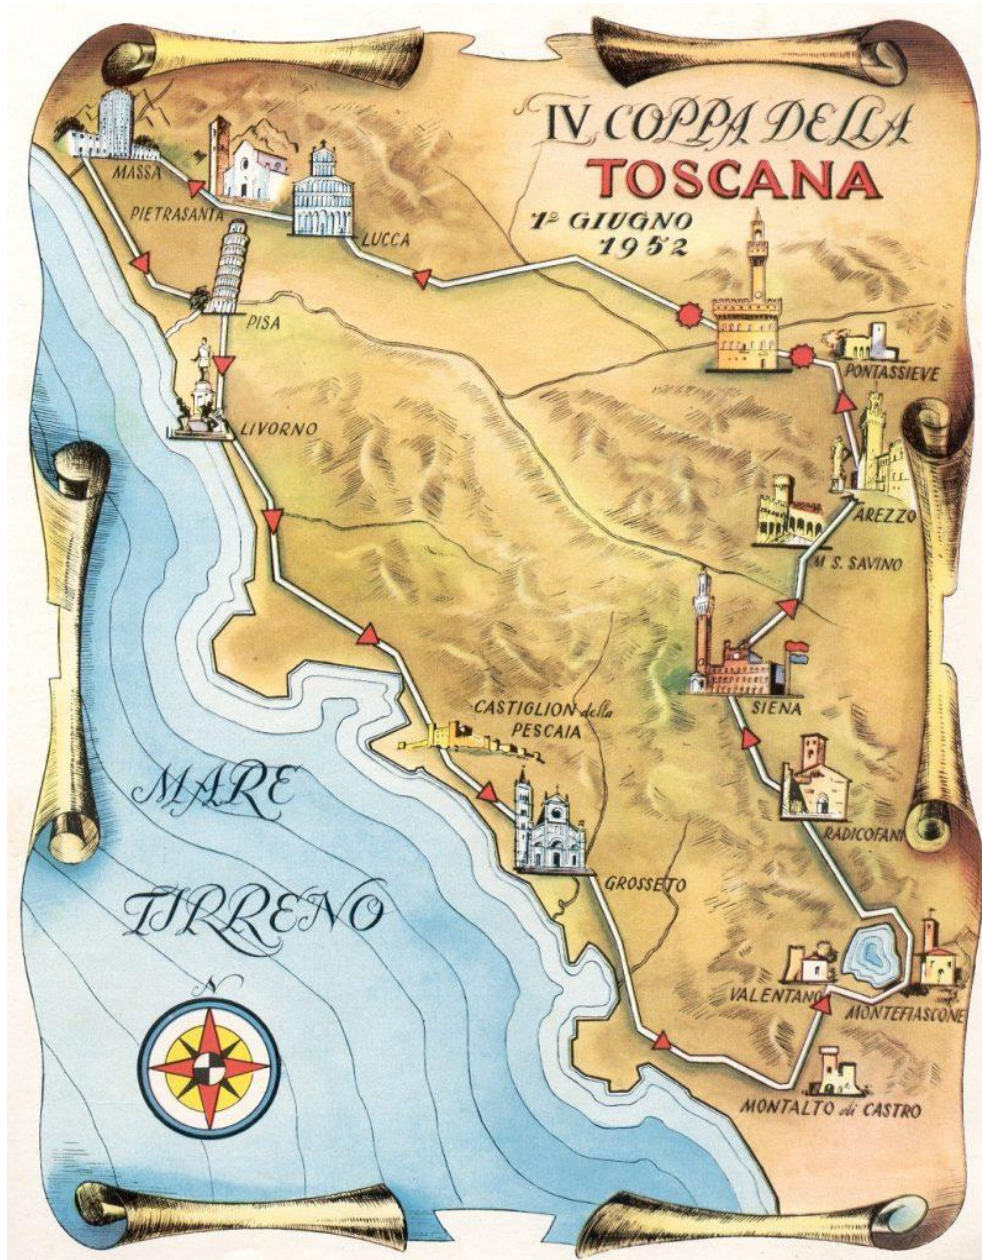 IV COPPA DELLA
TOSCANA
1º GIUGNO
1952
MASSA
PIETRASANTA
LUCCA
PISA
PONTASSIEVE
LIVORNO
AREZZO
M S. SAVINO
SIENA
CASTIGLION della
PESCAIA
MARE
RADICOFANI
GROSSETO
TIRRENO
N
VALENTANO
MONTEFIASCONE
MONTALTO di CASTRO